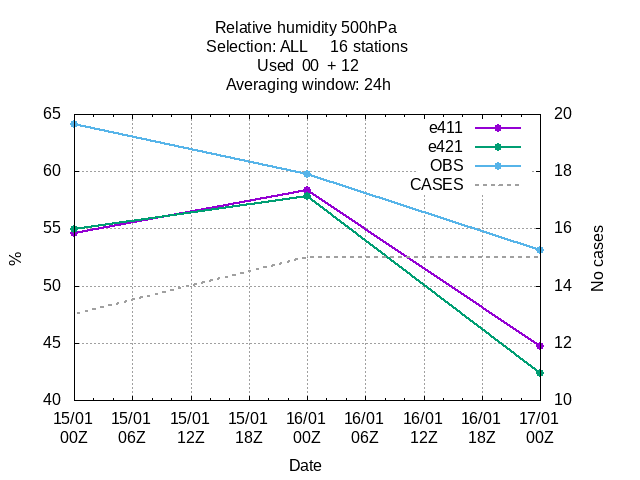 Relative humidity 500hPa
Selection: ALL     16 stations
Used  00  + 12
Averaging window: 24h
65
60
55
50
45
40
%
20
18
16
14
12
10
No cases
e411
e421
OBS
CASES
15/01 15/01 15/01 15/01 16/01 16/01 16/01 16/01 17/01
00Z 06Z 12Z 18Z 00Z 06Z 12Z 18Z 00Z
Date